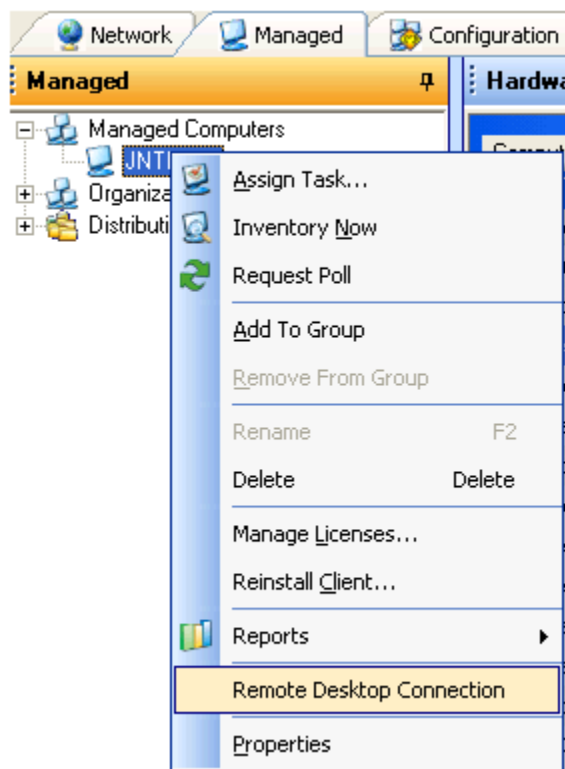 Network Managed Configuration
Managed Hardwa
Managed Computers
JNTI
Organiza
Distributi
Assign Task...
Inventory Now
Request Poll
Add To Group
Remove From Group
Rename F2
Delete Delete
Manage Licenses...
Reinstall Client...
Reports
Remote Desktop Connection
Properties